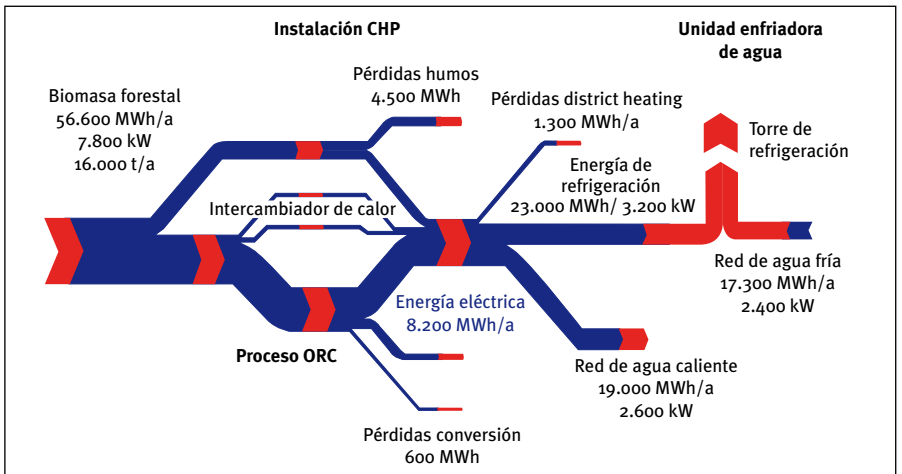 Instalación CHP
Unidad enfriadora
de agua
Biomasa forestal
56.600 MWh/a
7.800 kW
16.000 t/a
Pérdidas humos
4.500 MWh
Pérdidas district heating
1.300 MWh/a
Torre de
refrigeración
Energía de
refrigeración
23.000 MWh/ 3.200 kW
Intercambiador de calor
Red de agua fría
17.300 MWh/a
2.400 kW
Energía eléctrica
8.200 MWh/a
Proceso ORC
Red de agua caliente
19.000 MWh/a
2.600 kW
Pérdidas conversión
600 MWh